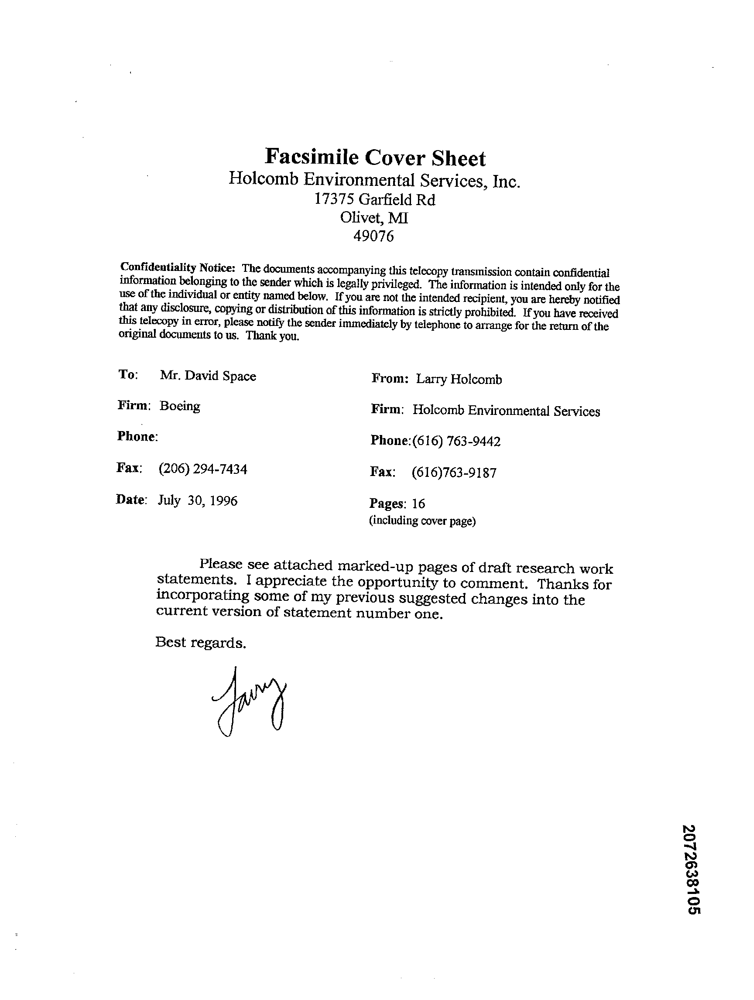 Facsimile Cover Sheet
Holcomb Environmental Services, Inc.
17375 Garfield Rd
Olivet, MI
49076
Confidentiality Notice: The documents accompanying this telecopy transmission contain confidential
information belonging to the sender which is legally privileged. The information is intended only for the
use of the individual or entity named below. If you are not the intended recipient, you are hereby notified
that any disclosure, copying or distribution of this information is strictly prohibited. If you have received
this telecopy in error, please notify the sender immediately by telephone to arrange for the return of the
original documents to us. Thank you.
To: Mr. David Space
From: Larry Holcomb
Firm: Boeing
Firm: Holcomb Environmental Services
Phone:
Phone:(616) 763-9442
Fax: (206) 294-7434
Fax: (616)763-9187
Date: July 30, 1996
Pages: 16
(including cover page)
Please see attached marked-up pages of draft research work
statements. I appreciate the opportunity to comment. Thanks for
incorporating some of my previous suggested changes into the
current version of statement number one.
Best regards.
Larry
2072638105